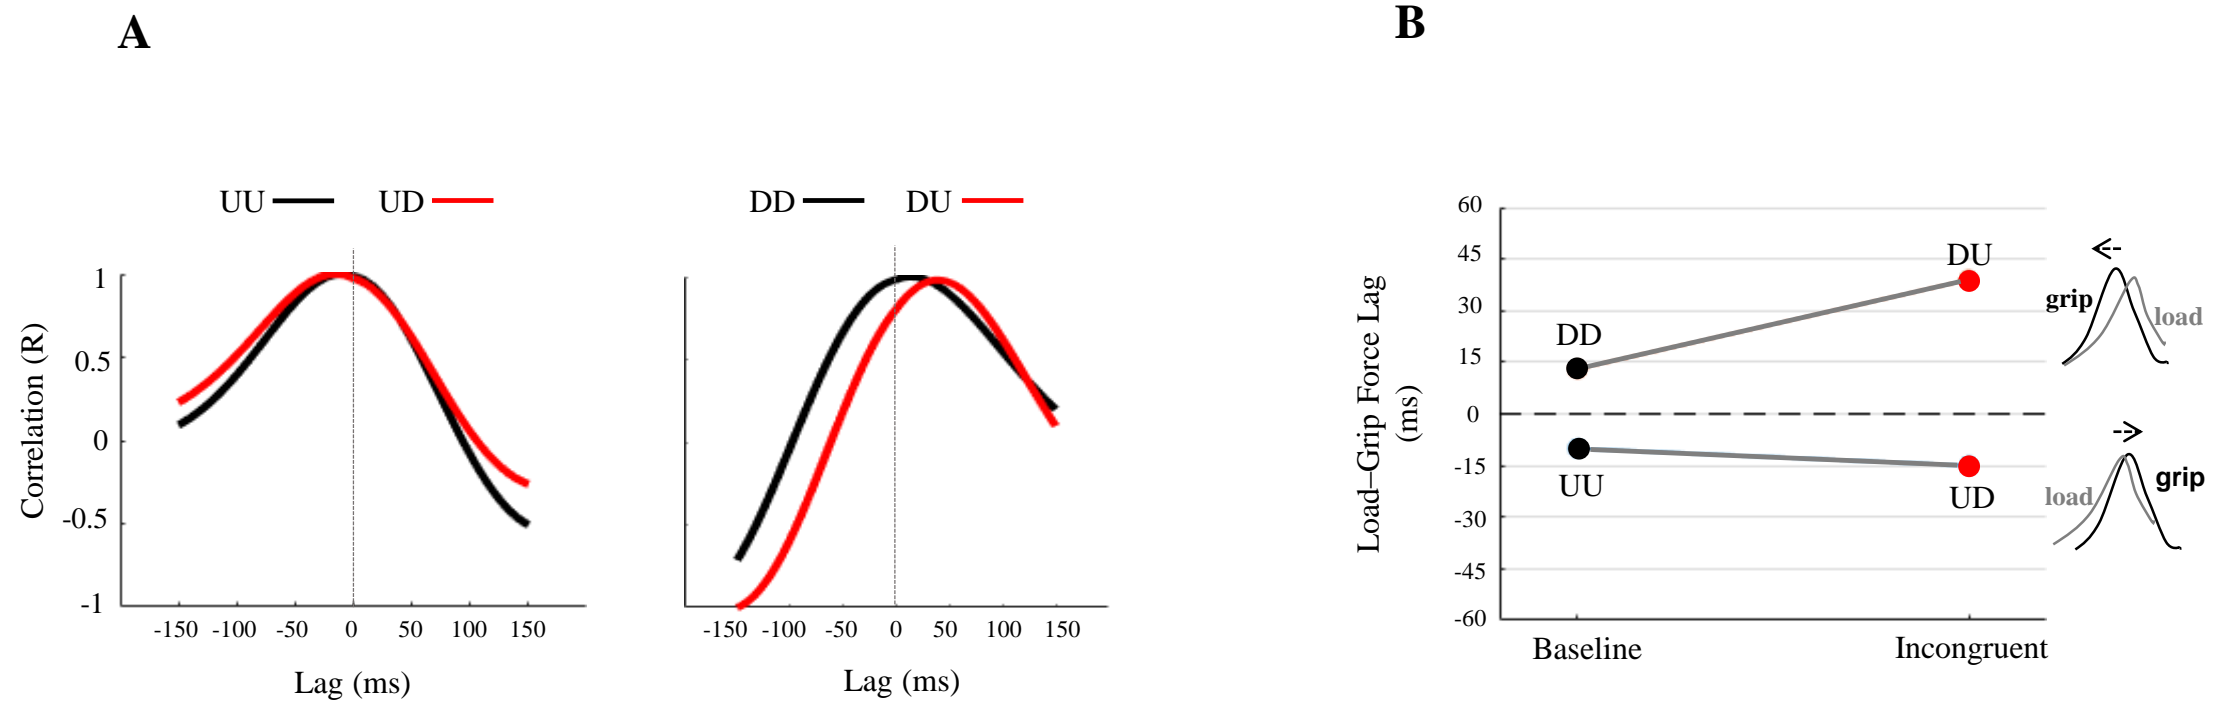 A
B
UU
UD
DD
DU
1
0.5
0
-0.5
-1
Correlation (R)
-150 -100 -50 0 50 100 150
Lag (ms)
-150 -100 -50 0 50 100 150
Lag (ms)
60
45
30
15
0
-15
-30
-45
-60
Load–Grip Force Lag
(ms)
DD
DU
UU
UD
Baseline
Incongruent
grip
load
load
grip